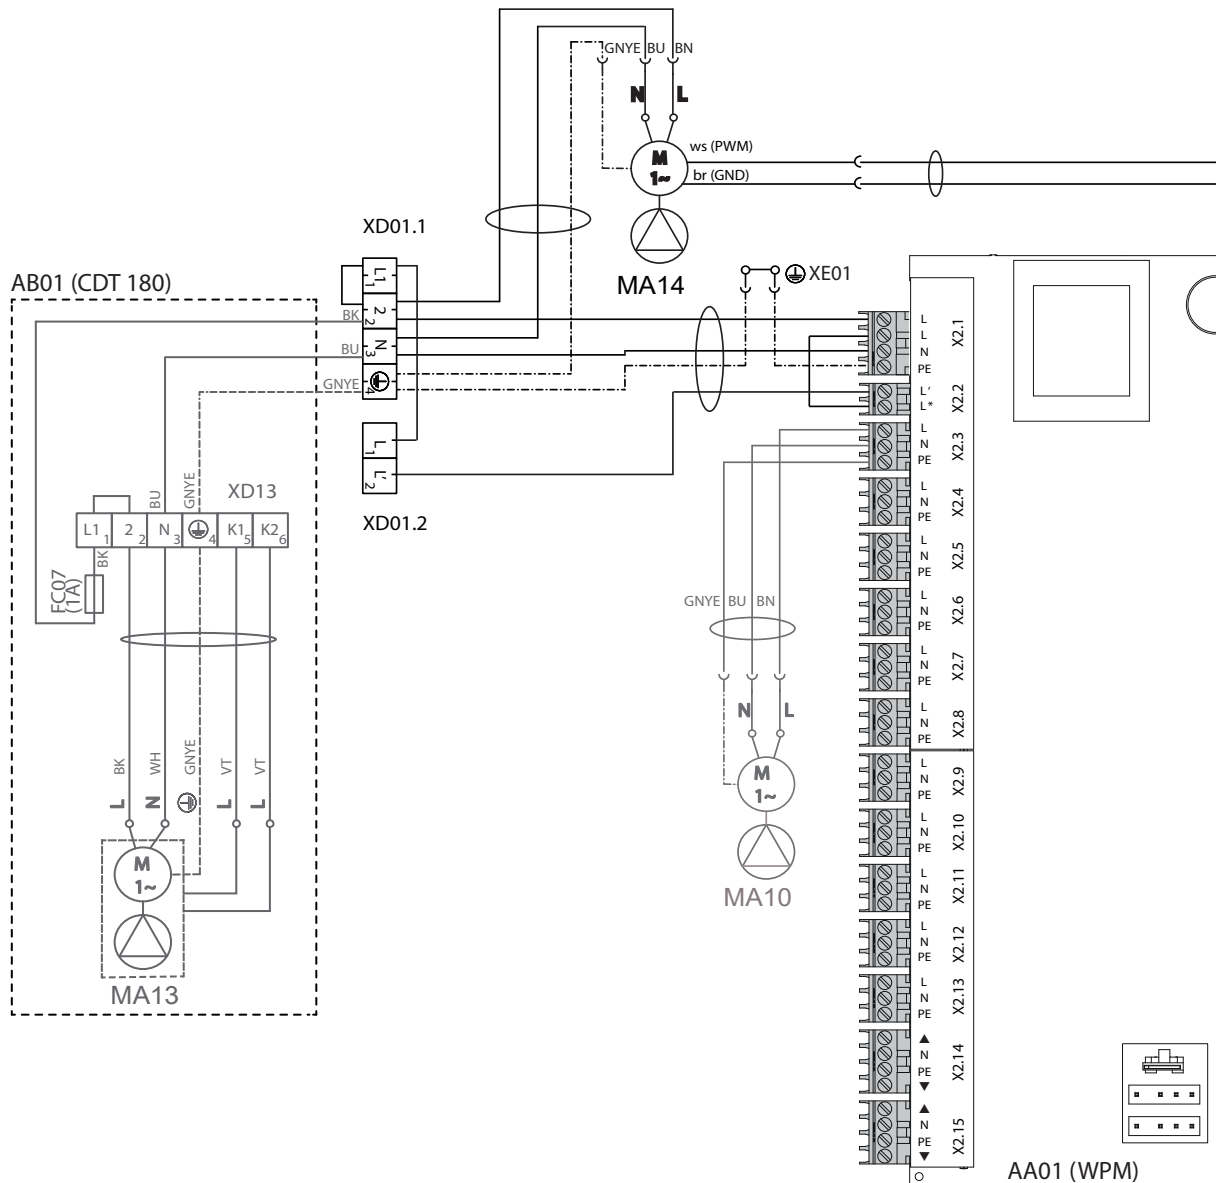 GNYE BU BN
N L
M
1~
ws (PWM)
br (GND)
MA14
XD01.1
L1 1
2 2
N 3
4
BK
BU
GNYE
L 1
L' 2
XD01.2
XE01
AB01 (CDT 180)
BU
GNYE
XD13
L1 1 2 2 N 3 4 K1 5 K2 6
BK
FC07
(1A)
BK WH GNYE VT VT
L N L L
M
1~
MA13
GNYE BU BN
N L
M
1~
MA10
L
L
N
PE
X2.1
L'
L*
X2.2
L
N
PE
X2.3
L
N
PE
X2.4
L
N
PE
X2.5
L
N
PE
X2.6
L
N
PE
X2.7
L
N
PE
X2.8
L
N
PE
X2.9
L
N
PE
X2.10
L
N
PE
X2.11
L
N
PE
X2.12
L
N
PE
X2.13
▲
N
PE
▼
X2.14
▲
N
PE
▼
X2.15
AA01 (WPM)